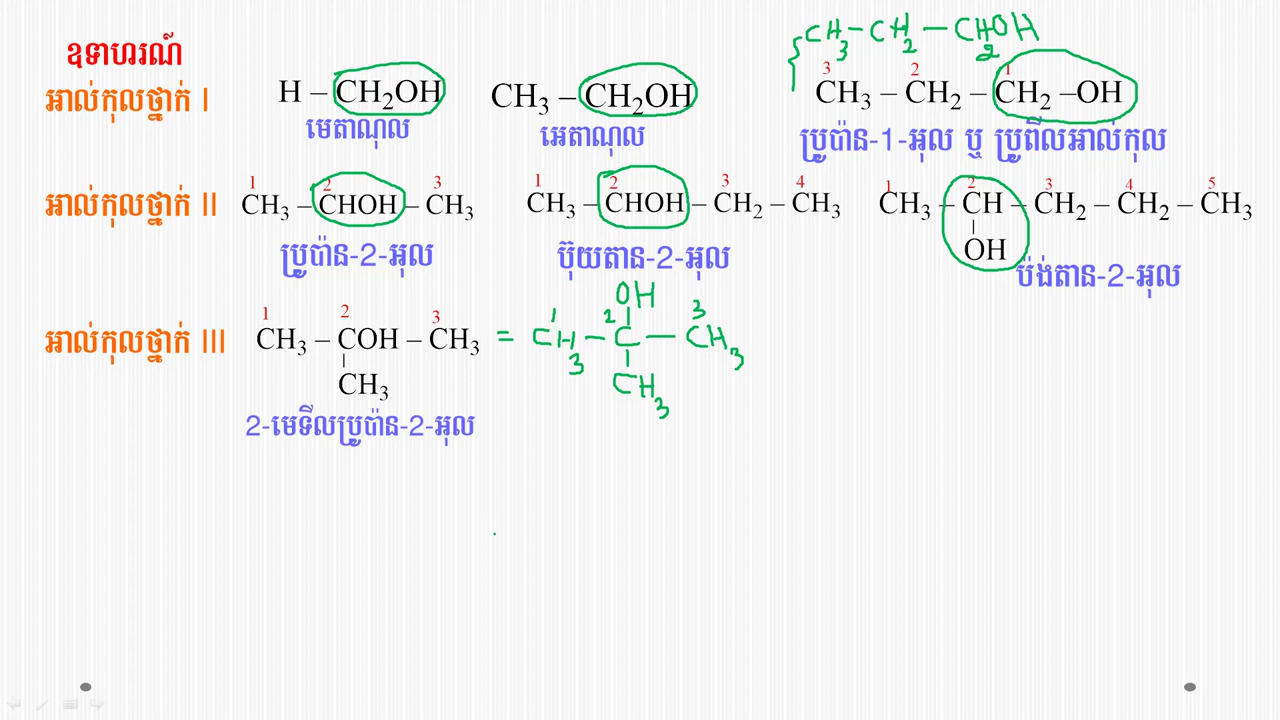 ឧទាហរណ៍
CH₃ – CH₂ – CH₂OH
អាល់កុលថ្នាក់ I H – CH₂OH CH₃ – CH₂OH 3 2 1 CH₃ – CH₂ – CH₂ –OH
មេតាណុល អេតាណុល ប្រូប៉ាន-1-អុល ឬ ប្រូពីលអាល់កុល
1 2 3 1 2 3 4 1 2 3 4 5
អាល់កុលថ្នាក់ II CH₃ – CHOH – CH₃ CH₃ – CHOH – CH₂ – CH₃ CH₃ – CH – CH₂ – CH₂ – CH₃
OH
ប្រូប៉ាន-2-អុល ប៊ុយតាន-2-អុល ប៉ង់តាន-2-អុល
OH
1 2 3 1 2 3
អាល់កុលថ្នាក់ III CH₃ – COH – CH₃ = CH₃ – C – CH₃
CH₃ CH₃
2-មេទីលប្រូប៉ាន-2-អុល